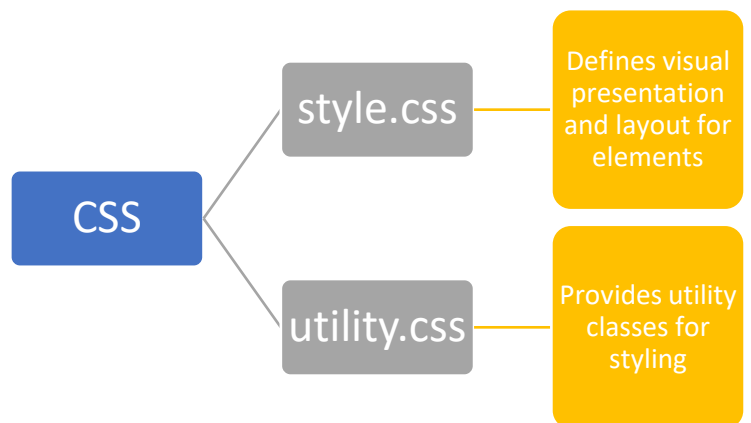 CSS
style.css
Defines visual
presentation
and layout for
elements
utility.css
Provides utility
classes for
styling